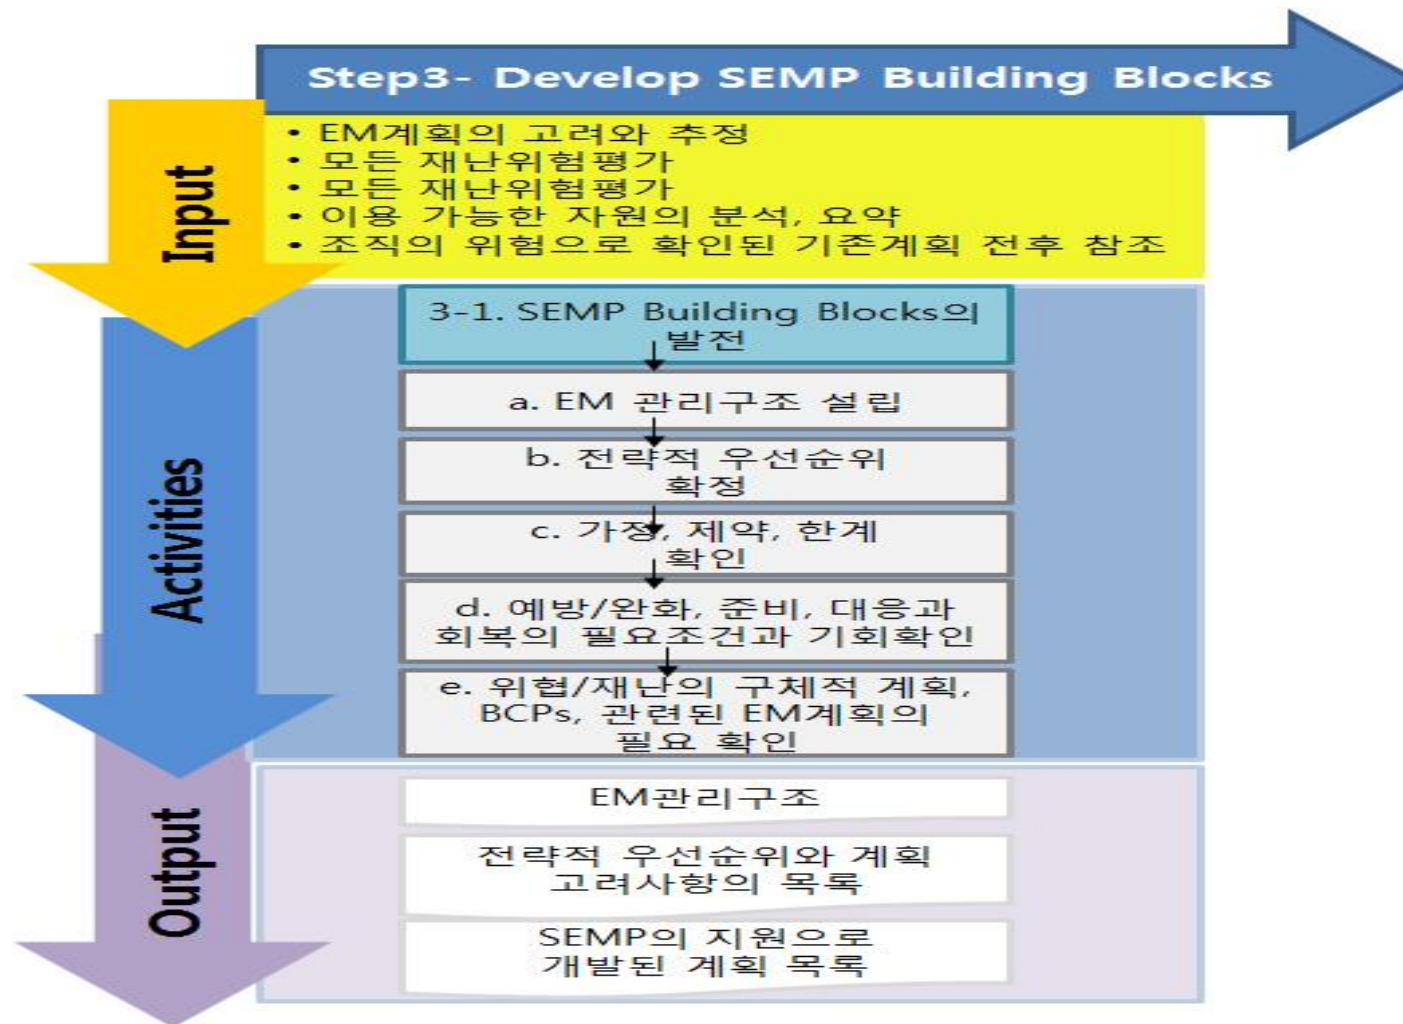 Step3- Develop SEMP Building Blocks
Input
• EM계획의 고려와 추정
• 모든 재난위험평가
• 모든 재난위험평가
• 이용 가능한 자원의 분석, 요약
• 조직의 위험으로 확인된 기존계획 전후 참조
Activities
3-1. SEMP Building Blocks의
발전
a. EM 관리구조 설립
b. 전략적 우선순위
확정
c. 가정, 제약, 한계
확인
d. 예방/완화, 준비, 대응과
회복의 필요조건과 기회확인
e. 위협/재난의 구체적 계획,
BCPs, 관련된 EM계획의
필요 확인
Output
EM관리구조
전략적 우선순위와 계획
고려사항의 목록
SEMP의 지원으로
개발된 계획 목록